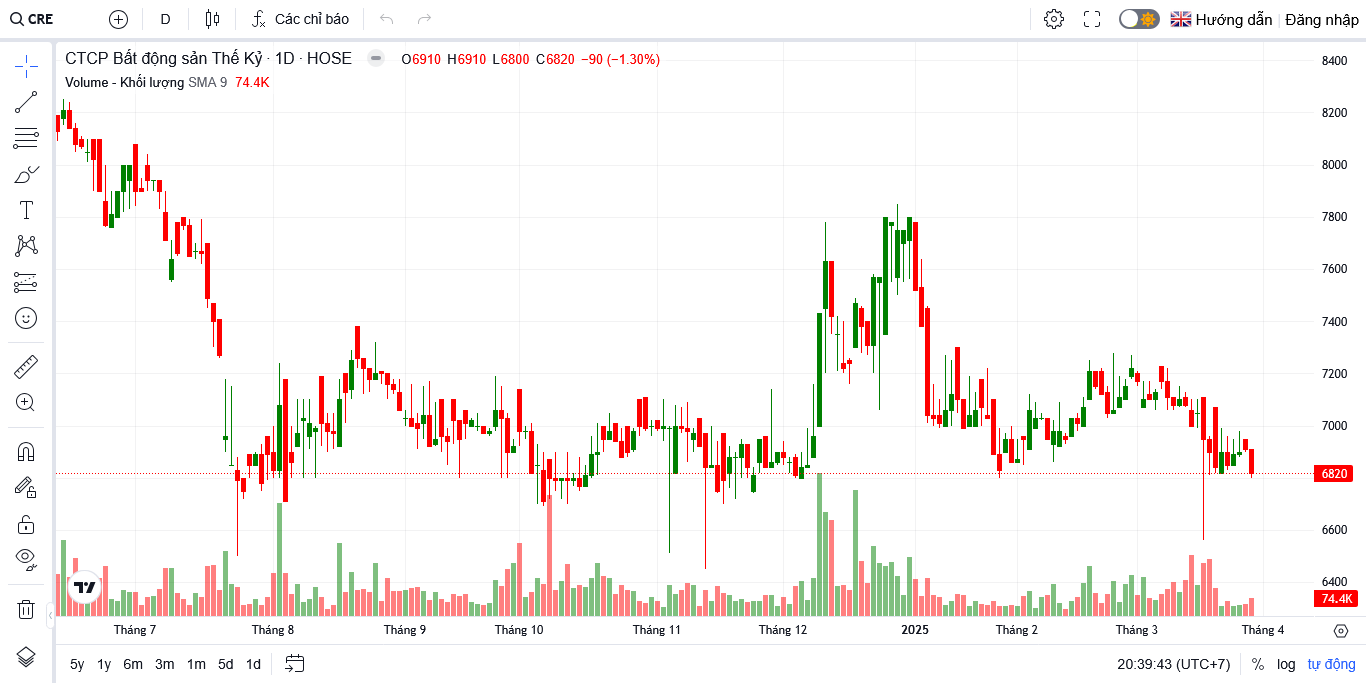 CRE D Các chỉ báo Hướng dẫn Đăng nhập
CTCP Bất động sản Thế Kỷ · 1D · HOSE O6910 H6910 L6800 C6820 −90 (−1.30%)
Volume - Khối lượng SMA 9 74.4K
8400
8200
8000
7800
7600
7400
7200
7000
6820
6600
6400
74.4K
Tháng 7 Tháng 8 Tháng 9 Tháng 10 Tháng 11 Tháng 12 2025 Tháng 2 Tháng 3 Tháng 4
5y 1y 6m 3m 1m 5d 1d 20:39:43 (UTC+7) % log tự động